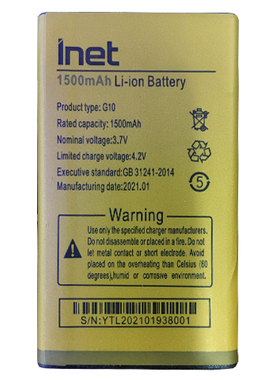 inet
1500mAh Li-ion Battery
Product type:G10
Rated capacity: 1500mAh
Nominal voltage:3.7V
Limited charge voltage:4.2V
Executive standard:GB 31241-2014
Manufacturing date:2021.01
5
Warning
Use only the specified charger manufacturers.
Do not disassemble or placed it in fire. Do not let
metal contact or short electrode. Avoid
placed on the greater than Celsius (60
degrees),humid or corrosive environment.
S/N:YTL202101938001